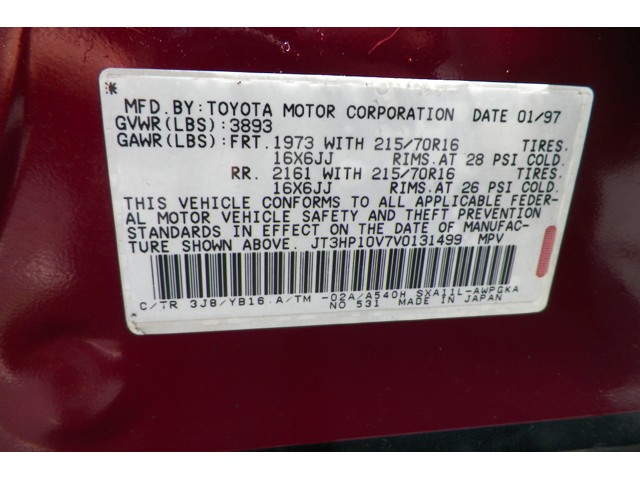 MFD. BY: TOYOTA MOTOR CORPORATION DATE 01/97
GVWR(LBS): 3893
GAWR(LBS): FRT. 1973 WITH 215/70R16 TIRES.
16X6JJ RIMS. AT 28 PSI COLD.
RR. 2161 WITH 215/70R16 TIRES.
16X6JJ RIMS. AT 26 PSI COLD.
THIS VEHICLE CONFORMS TO ALL APPLICABLE FEDER-
AL MOTOR VEHICLE SAFETY AND THEFT PREVENTION
STANDARDS IN EFFECT ON THE DATE OF MANUFAC-
TURE SHOWN ABOVE. JT3HP10V7V0131499 MPV
C/TR 3J8/YB16 A/TM -02A/A540H SXA11L-AWPGKA
NO 531 MADE IN JAPAN